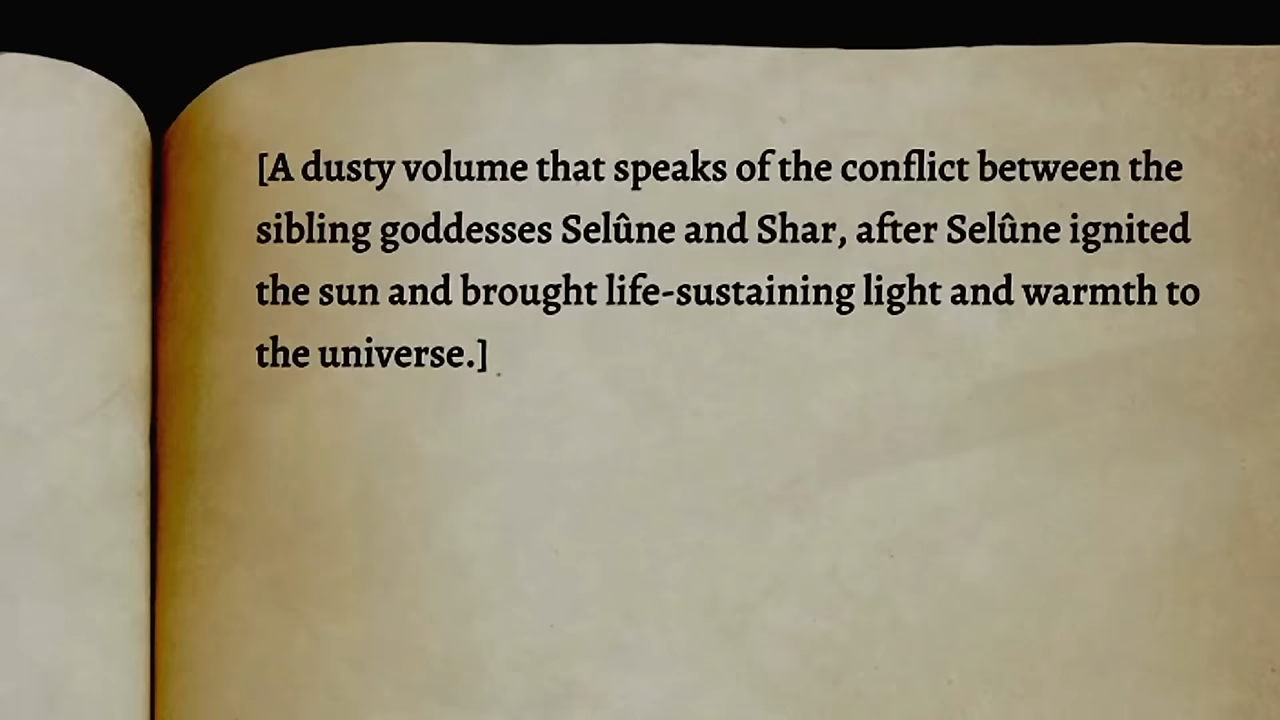 [A dusty volume that speaks of the conflict between the
sibling goddesses Selûne and Shar, after Selûne ignited
the sun and brought life-sustaining light and warmth to
the universe.]